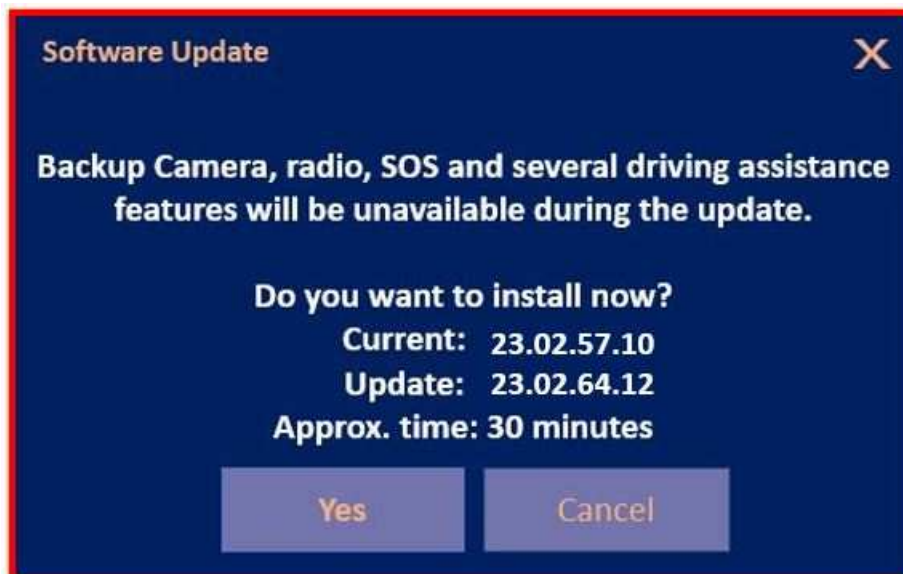 Software Update
X
Backup Camera, radio, SOS and several driving assistance
features will be unavailable during the update.
Do you want to install now?
Current: 23.02.57.10
Update: 23.02.64.12
Approx. time: 30 minutes
Yes Cancel